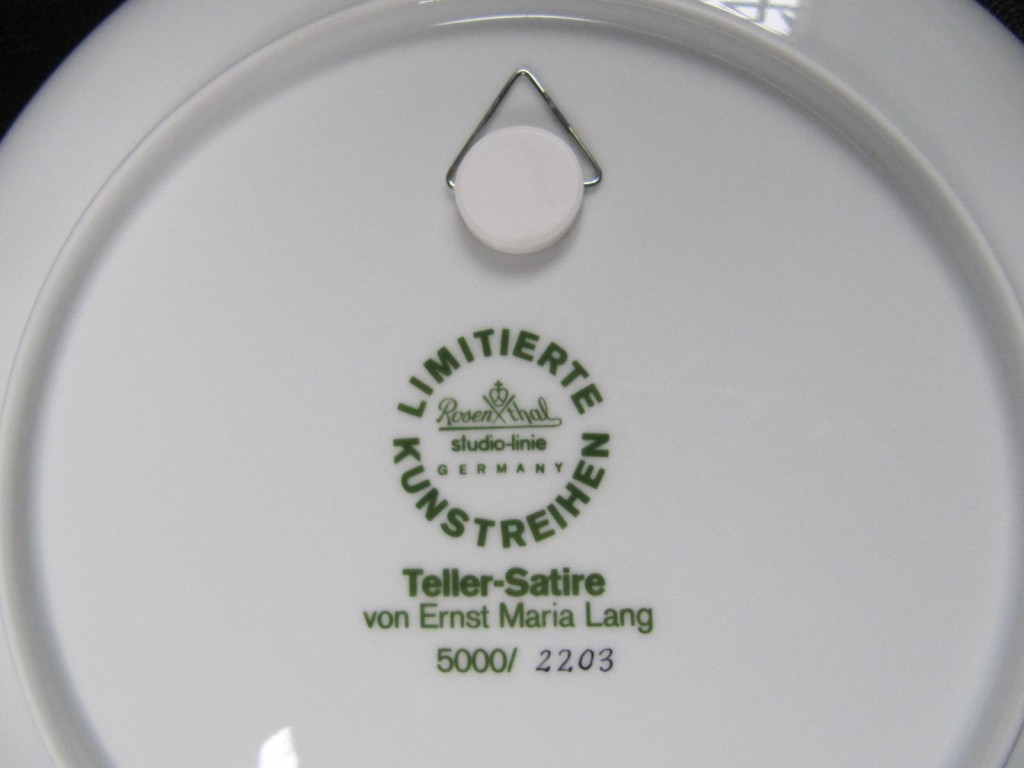 LIMITIERTE
Rosenthal
studio-linie
GERMANY
KUNSTREIHEN
Teller-Satire
von Ernst Maria Lang
5000/ 2203